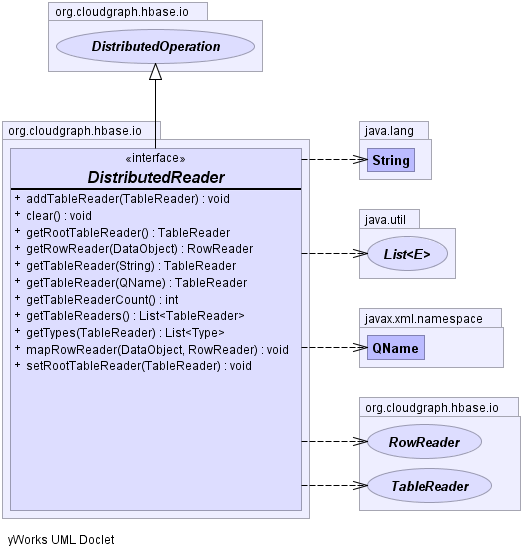 org.cloudgraph.hbase.io
DistributedOperation
org.cloudgraph.hbase.io
«interface»
DistributedReader
+ addTableReader(TableReader) : void
+ clear() : void
+ getRootTableReader() : TableReader
+ getRowReader(DataObject) : RowReader
+ getTableReader(String) : TableReader
+ getTableReader(QName) : TableReader
+ getTableReaderCount() : int
+ getTableReaders() : List<TableReader>
+ getTypes(TableReader) : List<Type>
+ mapRowReader(DataObject, RowReader) : void
+ setRootTableReader(TableReader) : void
java.lang
String
java.util
List<E>
javax.xml.namespace
QName
org.cloudgraph.hbase.io
RowReader
TableReader
yWorks UML Doclet